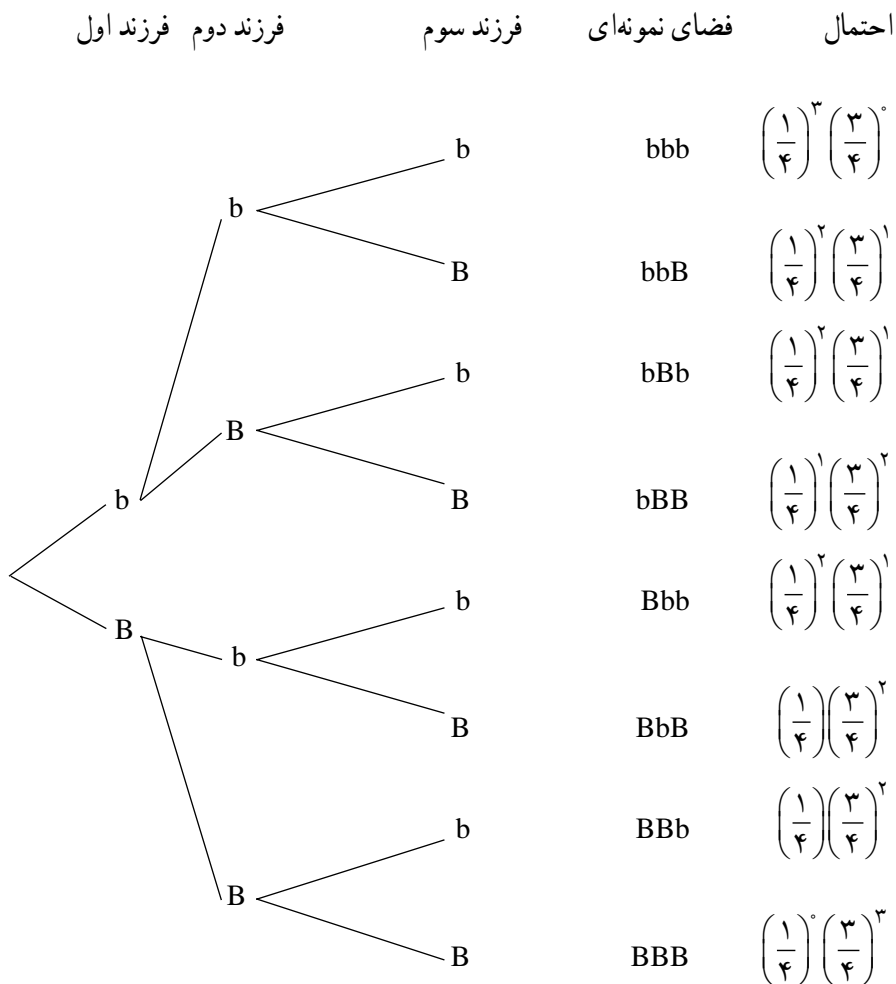 فرزند اول فرزند دوم فرزند سوم فضای نمونه‌ای احتمال
b bbb (۱/۴)^۳ (۳/۴)^۰
b
B bbB (۱/۴)^۲ (۳/۴)^۱
b bBb (۱/۴)^۲ (۳/۴)^۱
B
b B bBB (۱/۴)^۱ (۳/۴)^۲
b Bbb (۱/۴)^۲ (۳/۴)^۱
B
b
B BbB (۱/۴)(۳/۴)^۲
b BBb (۱/۴)(۳/۴)^۲
B
B BBB (۱/۴)^۰ (۳/۴)^۳